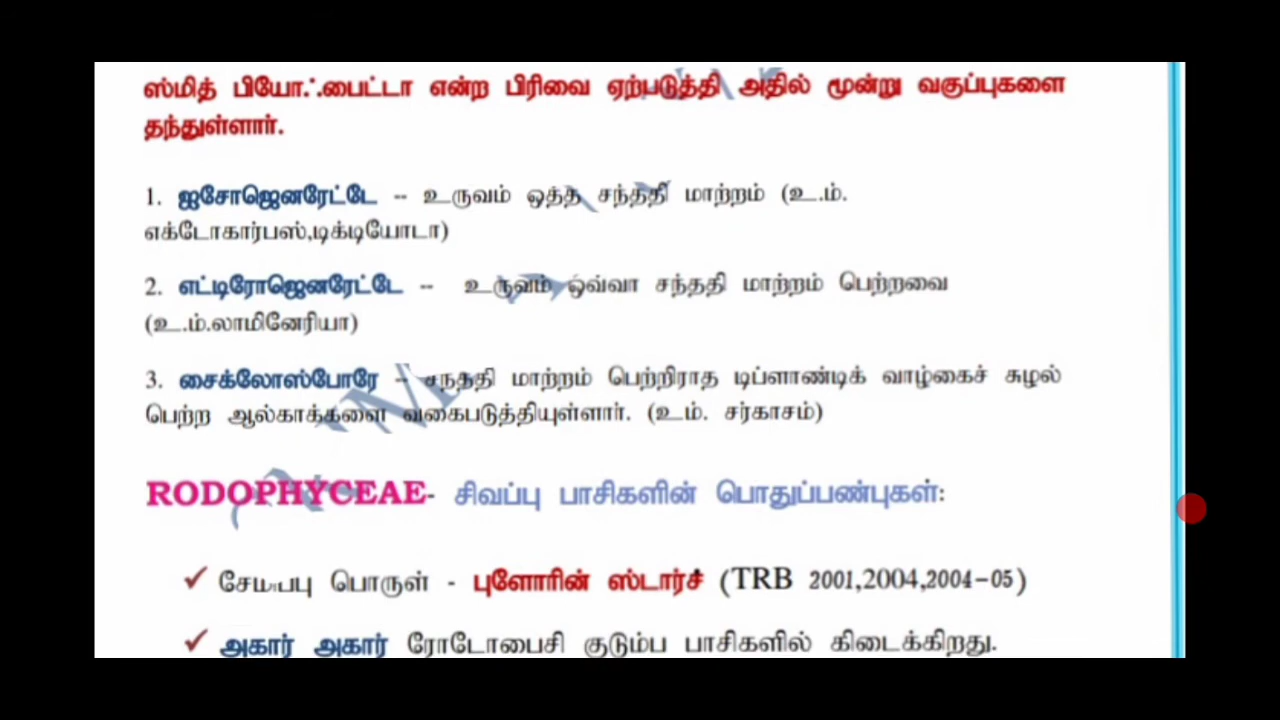 ஸ்மித் பியோஃபைட்டா என்ற பிரிவை ஏற்படுத்தி அதில் மூன்று வகுப்புகளை
தந்துள்ளார்.
1. ஐசோஜெனரேட்டே -- உருவம் ஒத்த சந்ததி மாற்றம் (உ.ம்.
எக்டோகார்பஸ்,டிக்டியோடா)
2. எட்டிரோஜெனரேட்டே -- உருவம் ஒவ்வா சந்ததி மாற்றம் பெற்றவை
(உ.ம்.லாமினேரியா)
3. சைக்லோஸ்போரே -- சந்ததி மாற்றம் பெற்றிராத டிப்ளாண்டிக் வாழ்கைச் சுழல்
பெற்ற ஆல்காக்களை வகைபடுத்தியுள்ளார். (உம். சர்காசம்)
RODOPHYCEAE- சிவப்பு பாசிகளின் பொதுப்பண்புகள்:
✓ சேமிப்பு பொருள் - புளோரின் ஸ்டார்ச் (TRB 2001,2004,2004-05)
✓ அகார் அகார் ரோடோபைசி குடும்ப பாசிகளில் கிடைக்கிறது.